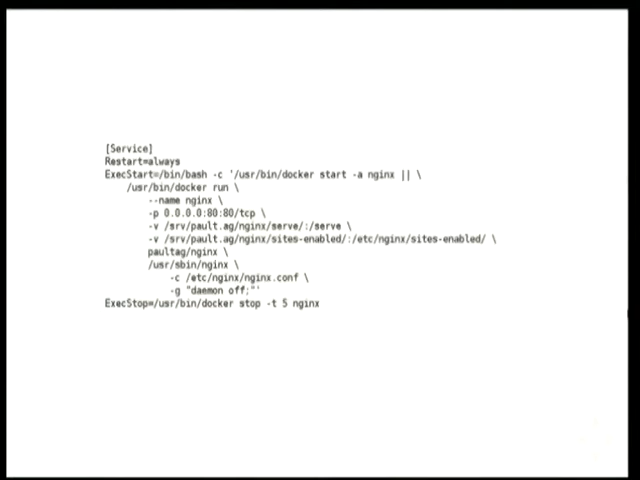 [Service]
Restart=always
ExecStart=/bin/bash -c '/usr/bin/docker start -a nginx || \
/usr/bin/docker run \
--name nginx \
-p 0.0.0.0:80:80/tcp \
-v /srv/pault.ag/nginx/serve/:/serve \
-v /srv/pault.ag/nginx/sites-enabled/:/etc/nginx/sites-enabled/ \
paultag/nginx \
/usr/sbin/nginx \
-c /etc/nginx/nginx.conf \
-g "daemon off;"'
ExecStop=/usr/bin/docker stop -t 5 nginx